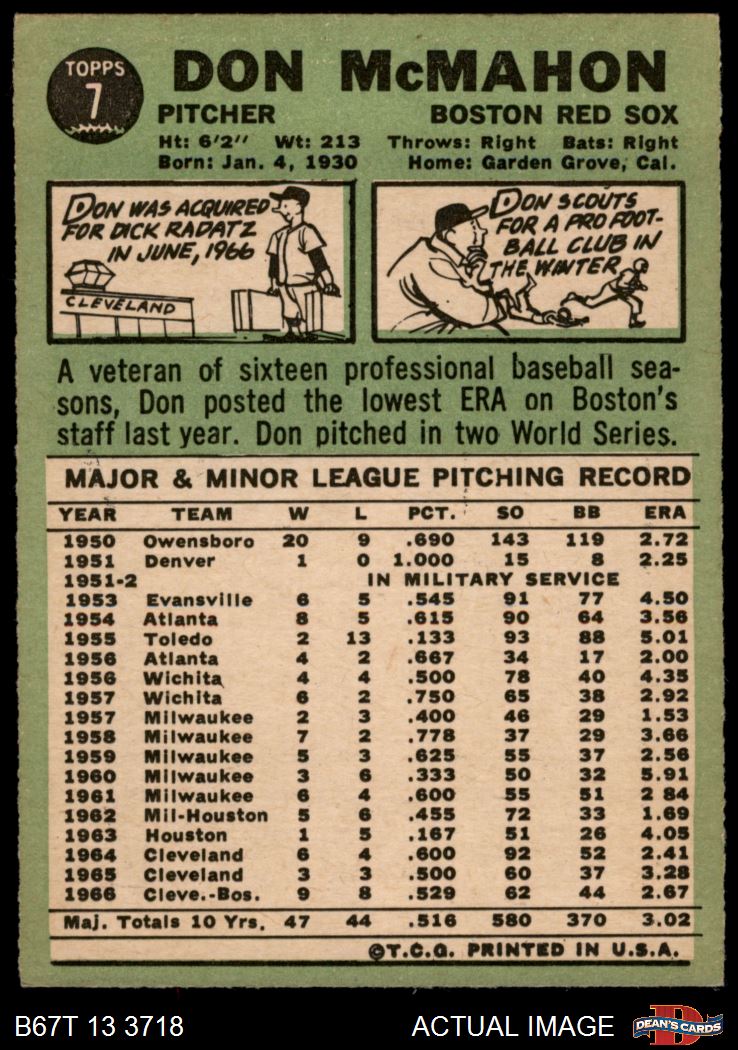 TOPPS
7
DON McMAHON
PITCHER BOSTON RED SOX
Ht: 6'2" Wt: 213 Throws: Right Bats: Right
Born: Jan. 4, 1930 Home: Garden Grove, Cal.
DON WAS ACQUIRED
FOR DICK RADATZ
IN JUNE, 1966
CLEVELAND
DON SCOUTS
FOR A PRO FOOT-
BALL CLUB IN
THE WINTER
A veteran of sixteen professional baseball sea-
sons, Don posted the lowest ERA on Boston's
staff last year. Don pitched in two World Series.
MAJOR & MINOR LEAGUE PITCHING RECORD
YEAR TEAM W L PCT. SO BB ERA
1950 Owensboro 20 9 .690 143 119 2.72
1951 Denver 1 0 1.000 15 8 2.25
1951-2 IN MILITARY SERVICE
1953 Evansville 6 5 .545 91 77 4.50
1954 Atlanta 8 5 .615 90 64 3.56
1955 Toledo 2 13 .133 93 88 5.01
1956 Atlanta 4 2 .667 34 17 2.00
1956 Wichita 4 4 .500 78 40 4.35
1957 Wichita 6 2 .750 65 38 2.92
1957 Milwaukee 2 3 .400 46 29 1.53
1958 Milwaukee 7 2 .778 37 29 3.66
1959 Milwaukee 5 3 .625 55 37 2.56
1960 Milwaukee 3 6 .333 50 32 5.91
1961 Milwaukee 6 4 .600 55 51 2 84
1962 Mil-Houston 5 6 .455 72 33 1.69
1963 Houston 1 5 .167 51 26 4.05
1964 Cleveland 6 4 .600 92 52 2.41
1965 Cleveland 3 3 .500 60 37 3.28
1966 Cleve.-Bos. 9 8 .529 62 44 2.67
Maj. Totals 10 Yrs. 47 44 .516 580 370 3.02
©T.C.G. PRINTED IN U.S.A.
B67T 13 3718 ACTUAL IMAGE
D
DEAN'S CARDS